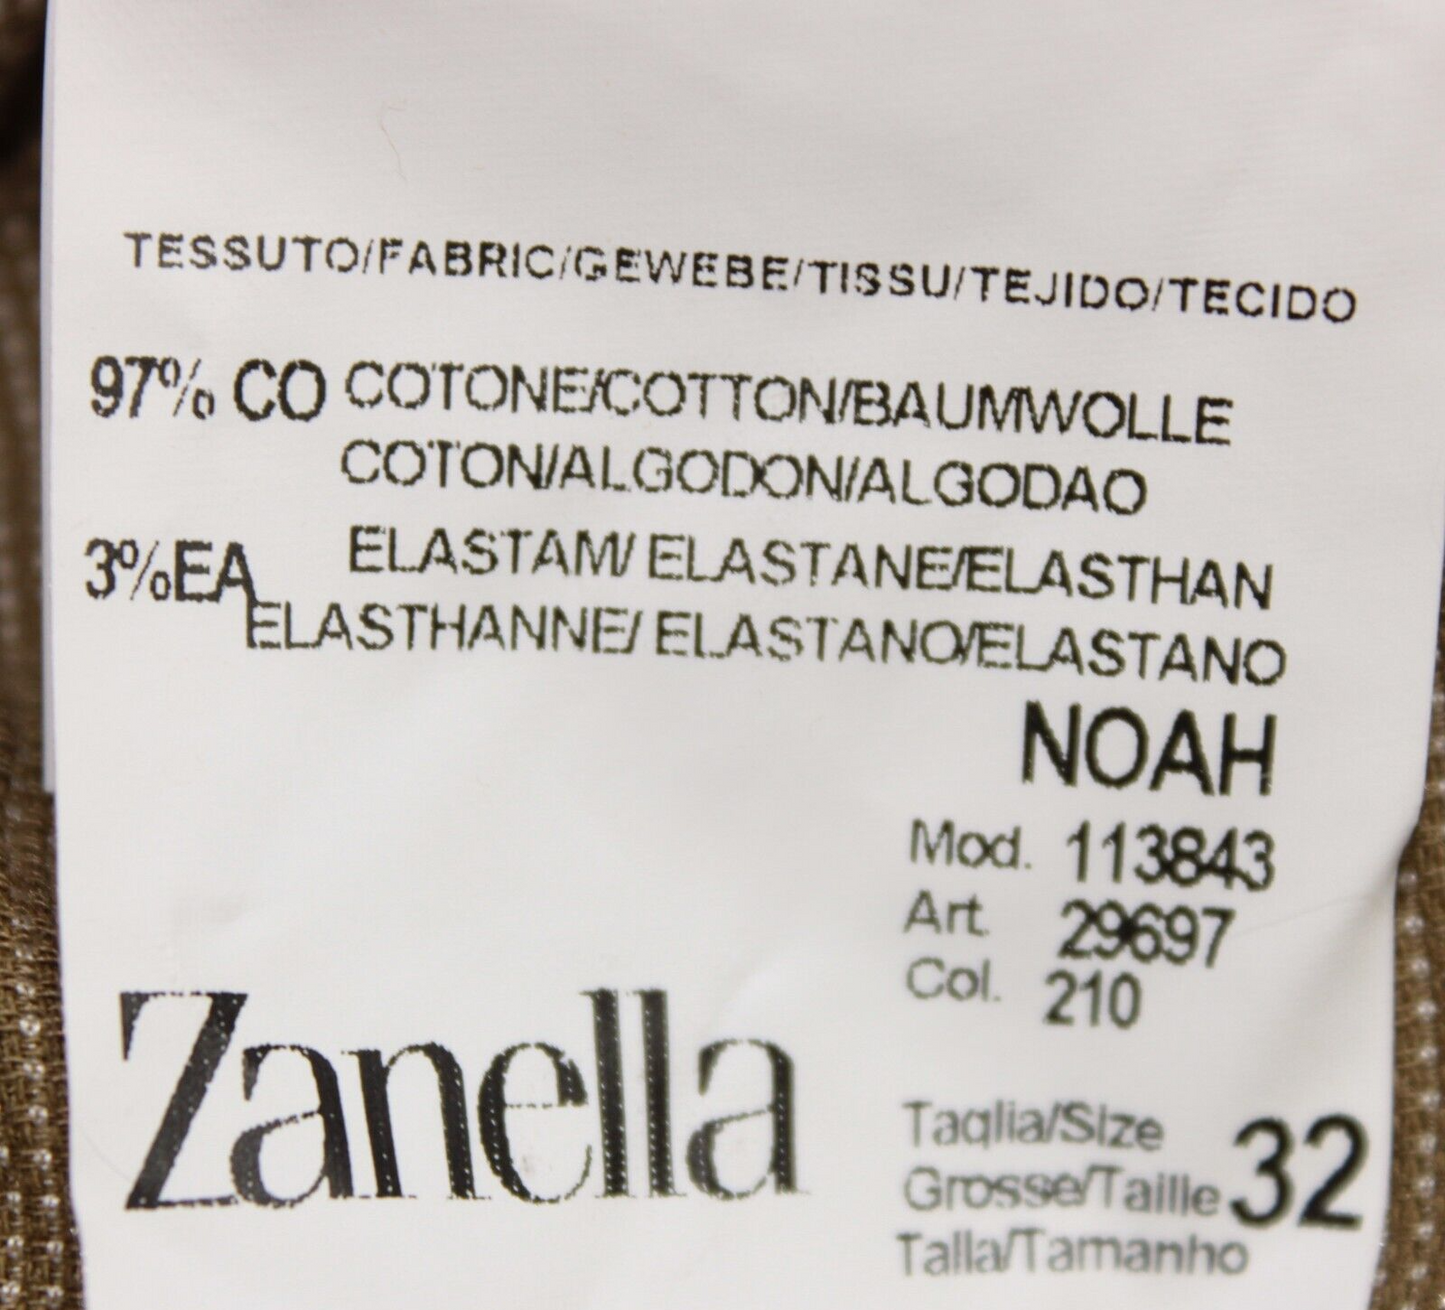 TESSUTO/FABRIC/GEWEBE/TISSU/TEJIDO/TECIDO
97% CO COTONE/COTTON/BAUMWOLLE
COTON/ALGODON/ALGODAO
3%EA ELASTAM/ ELASTANE/ELASTHAN
ELASTHANNE/ ELASTANO/ELASTANO
NOAH
Mod. 113843
Art. 29697
Col. 210
Zanella
Taglia/Size
Grosse/Taille 32
Talla/Tamanho